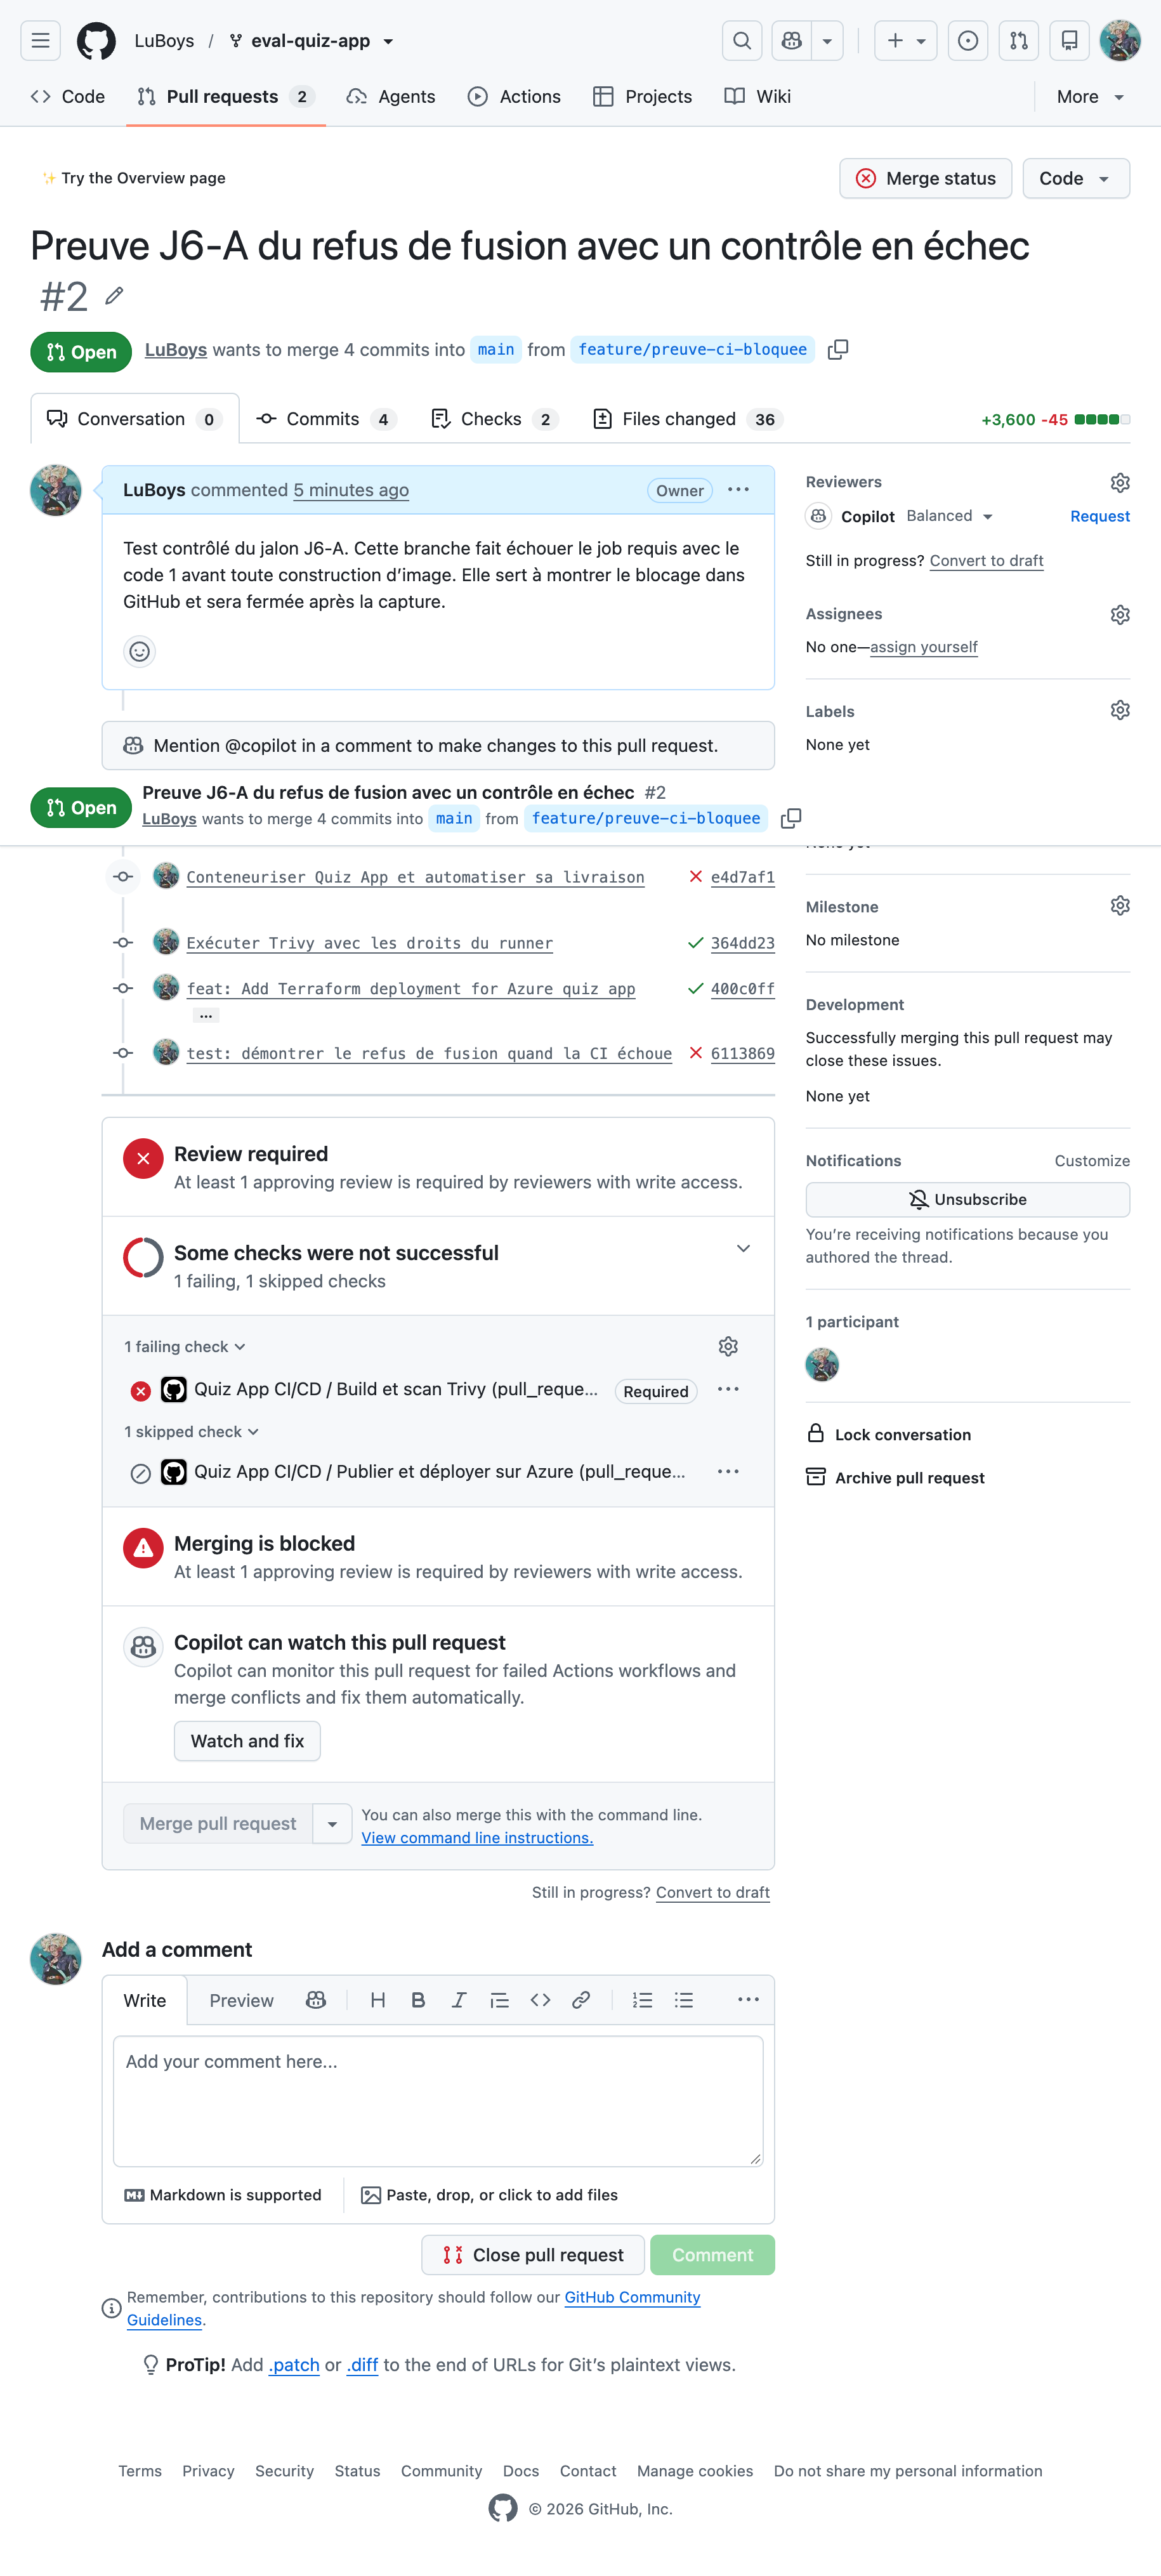 LuBoys / eval-quiz-app
Code Pull requests 2 Agents Actions Projects Wiki More
✨ Try the Overview page
Merge status Code
Preuve J6-A du refus de fusion avec un contrôle en échec
#2
Open LuBoys wants to merge 4 commits into main from feature/preuve-ci-bloquee
Conversation 0 Commits 4 Checks 2 Files changed 36 +3,600 -45
LuBoys commented 5 minutes ago Owner
Test contrôlé du jalon J6-A. Cette branche fait échouer le job requis avec le
code 1 avant toute construction d’image. Elle sert à montrer le blocage dans
GitHub et sera fermée après la capture.
Mention @copilot in a comment to make changes to this pull request.
Reviewers
Copilot Balanced Request
Still in progress? Convert to draft
Assignees
No one—assign yourself
Labels
None yet
Open Preuve J6-A du refus de fusion avec un contrôle en échec #2
LuBoys wants to merge 4 commits into main from feature/preuve-ci-bloquee
None yet
Conteneuriser Quiz App et automatiser sa livraison e4d7af1
Exécuter Trivy avec les droits du runner 364dd23
feat: Add Terraform deployment for Azure quiz app 400c0ff
...
test: démontrer le refus de fusion quand la CI échoue 6113869
Milestone
No milestone
Development
Successfully merging this pull request may
close these issues.
None yet
Notifications Customize
Unsubscribe
You’re receiving notifications because you
authored the thread.
1 participant
Lock conversation
Archive pull request
Review required
At least 1 approving review is required by reviewers with write access.
Some checks were not successful
1 failing, 1 skipped checks
1 failing check
Quiz App CI/CD / Build et scan Trivy (pull_reque... Required
1 skipped check
Quiz App CI/CD / Publier et déployer sur Azure (pull_reque...
Merging is blocked
At least 1 approving review is required by reviewers with write access.
Copilot can watch this pull request
Copilot can monitor this pull request for failed Actions workflows and
merge conflicts and fix them automatically.
Watch and fix
Merge pull request
You can also merge this with the command line.
View command line instructions.
Still in progress? Convert to draft
Add a comment
Write Preview H B I
Add your comment here...
Markdown is supported Paste, drop, or click to add files
Close pull request Comment
Remember, contributions to this repository should follow our GitHub Community
Guidelines.
ProTip! Add .patch or .diff to the end of URLs for Git’s plaintext views.
Terms Privacy Security Status Community Docs Contact Manage cookies Do not share my personal information
© 2026 GitHub, Inc.